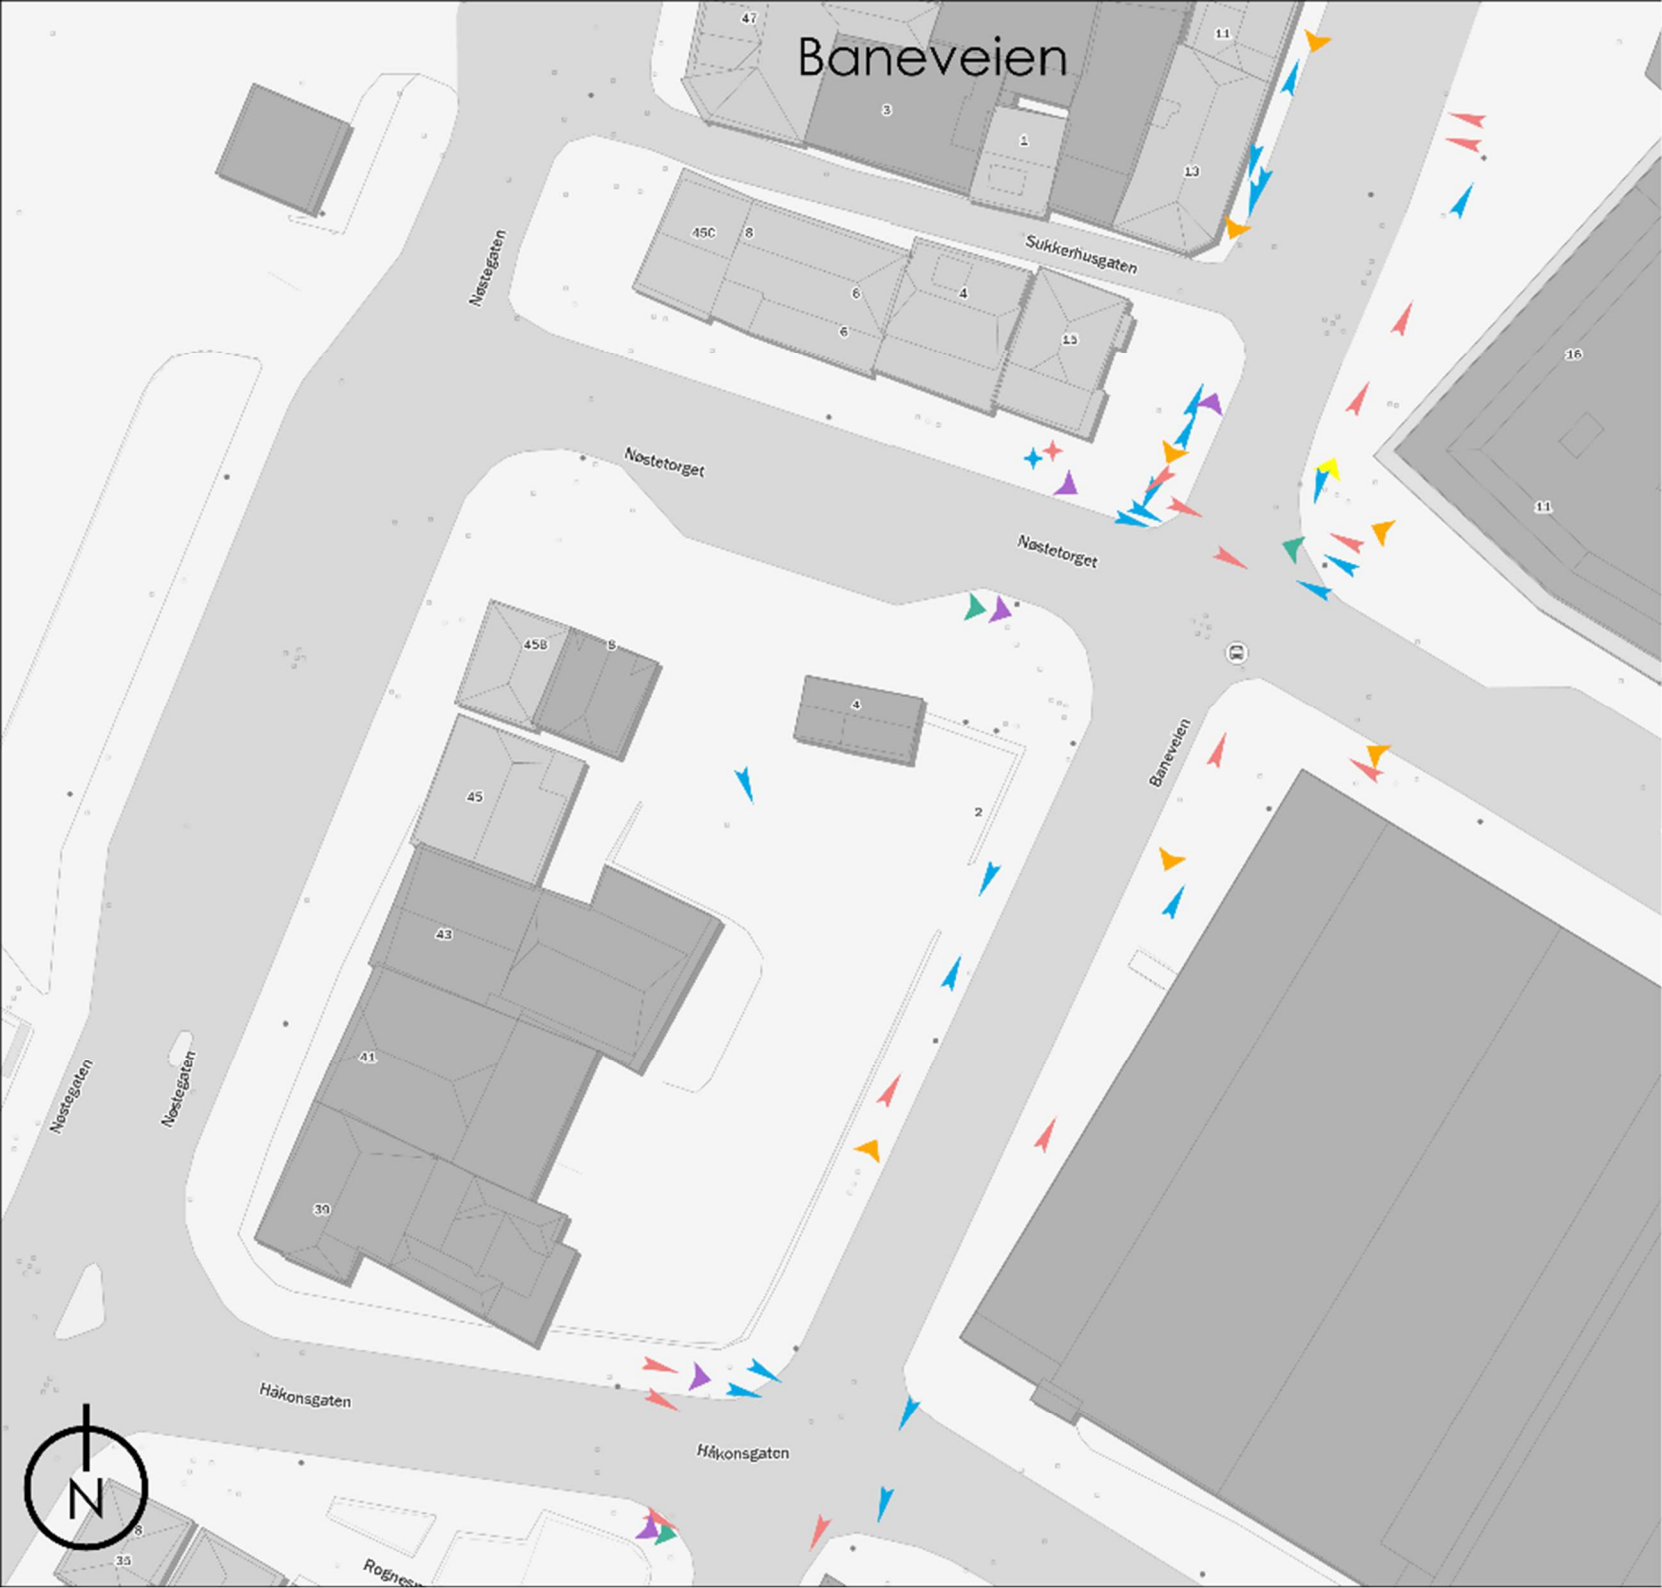 47
11
Baneveien
3
1
13
45C
8
Nøstegaten
Sukkerhusgaten
6
4
6
15
16
Nøstetorget
11
Nøstetorget
45B
4
Baneveien
45
2
43
41
Nøstegaten
Nøstegaten
39
Håkonsgaten
Håkonsgaten
N
8
35